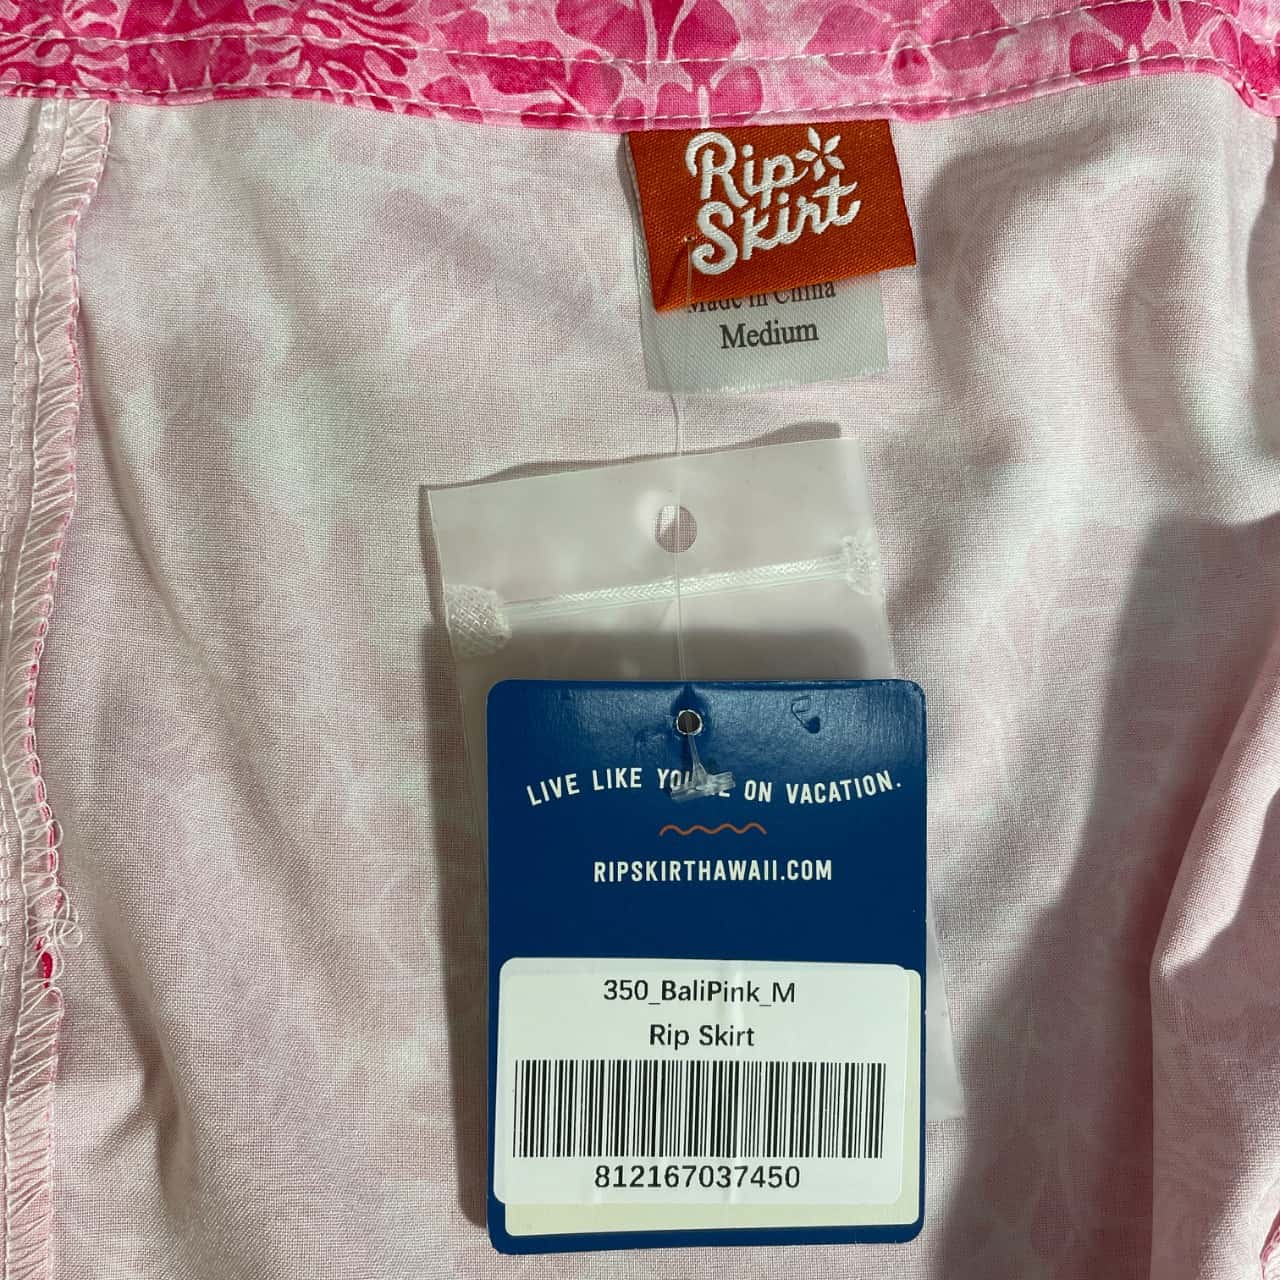 Rip
Skirt
Made in China
Medium
LIVE LIKE YOU'RE ON VACATION.
RIPSKIRTHAWAII.COM
350_BaliPink_M
Rip Skirt
812167037450